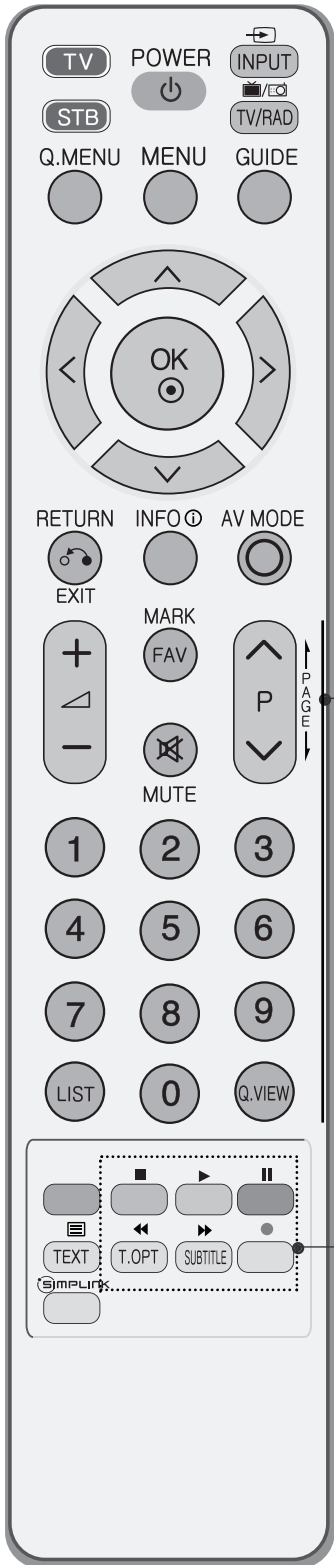 TV POWER INPUT
STB TV/RAD
Q.MENU MENU GUIDE
OK
RETURN INFO i AV MODE
EXIT
MARK
FAV
P
PAGE
MUTE
1 2 3
4 5 6
7 8 9
LIST 0 Q.VIEW
TEXT T.OPT SUBTITLE
SIMPLINK